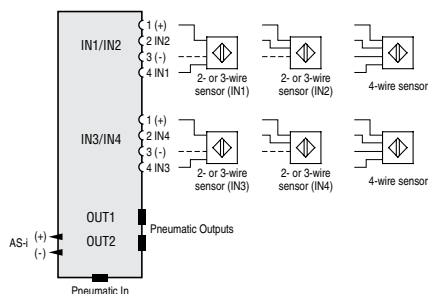 IN1/IN2
1 (+)
2 IN2
3 (-)
4 IN1
2- or 3-wire
sensor (IN1)
2- or 3-wire
sensor (IN2)
4-wire sensor
IN3/IN4
1 (+)
2 IN4
3 (-)
4 IN3
2- or 3-wire
sensor (IN3)
2- or 3-wire
sensor (IN4)
4-wire sensor
OUT1
OUT2
Pneumatic Outputs
AS-i
(+)
(-)
Pneumatic In